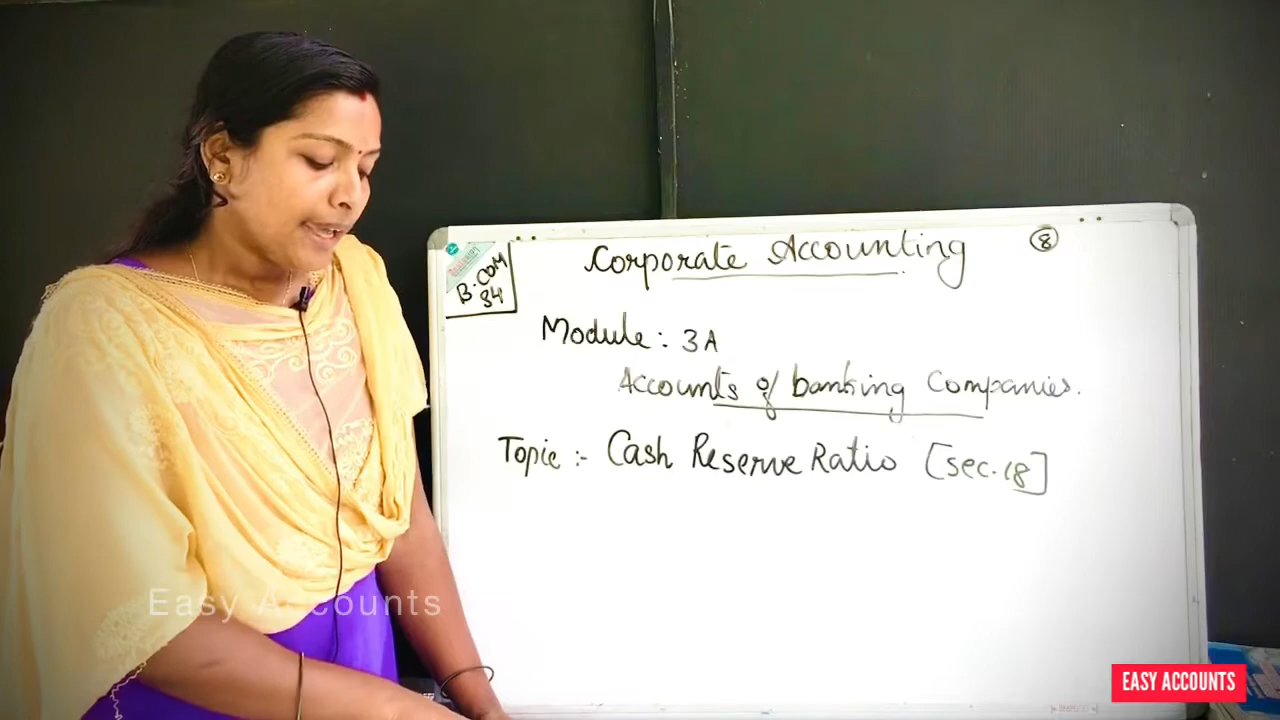 Corporate Accounting
8
B.COM
S4
Module : 3A
Accounts of banking Companies.
Topic :- Cash Reserve Ratio [Sec. 18]
Easy Accounts
EASY ACCOUNTS